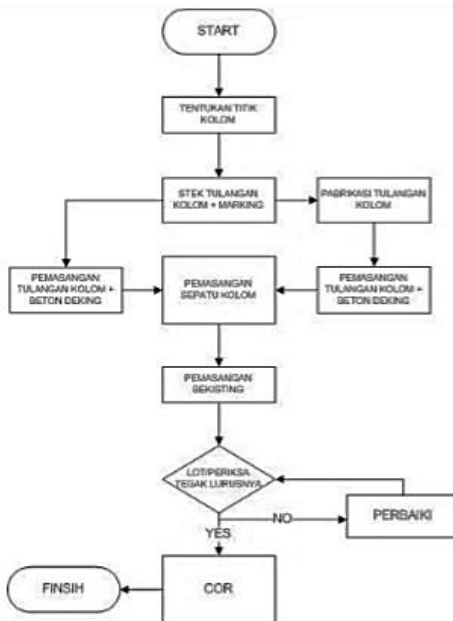 START
TENTUKAN TITIK
KOLOM
STEK TULANGAN
KOLOM + MARKING
PABRIKASI TULANGAN
KOLOM
PEMASANGAN
TULANGAN KOLOM +
BETON DEKING
PEMASANGAN
SEPATU KOLOM
PEMASANGAN
TULANGAN KOLOM +
BETON DEKING
PEMASANGAN
BEKISTING
LOT/PERIKSA
TEGAK LURUSNYA
NO
PERBAIKI
YES
FINSIH
COR